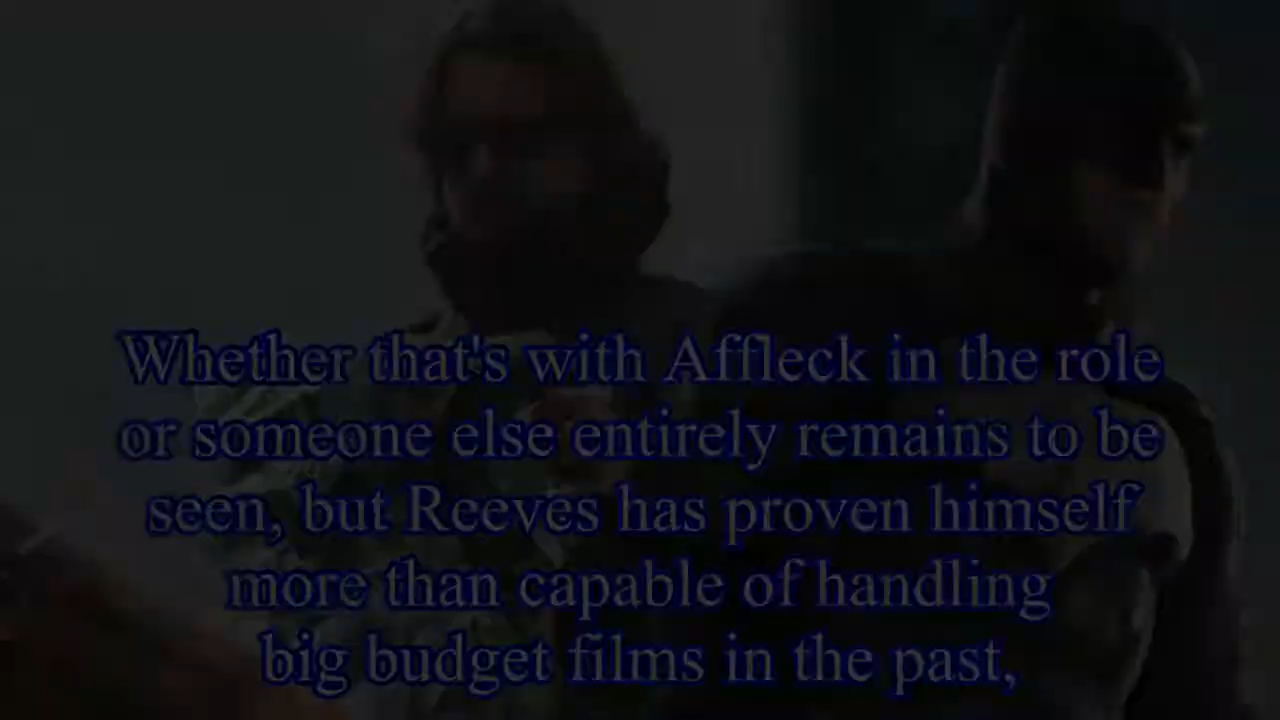 Whether that's with Affleck in the role
or someone else entirely remains to be
seen, but Reeves has proven himself
more than capable of handling
big budget films in the past,